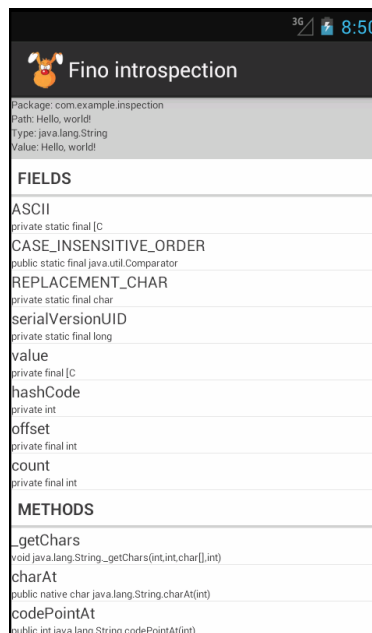 3G 8:50
Fino introspection
Package: com.example.inspection
Path: Hello, world!
Type: java.lang.String
Value: Hello, world!
FIELDS
ASCII
private static final [C
CASE_INSENSITIVE_ORDER
public static final java.util.Comparator
REPLACEMENT_CHAR
private static final char
serialVersionUID
private static final long
value
private final [C
hashCode
private int
offset
private final int
count
private final int
METHODS
_getChars
void java.lang.String._getChars(int,int,char[],int)
charAt
public native char java.lang.String.charAt(int)
codePointAt
public int java.lang.String.codePointAt(int)